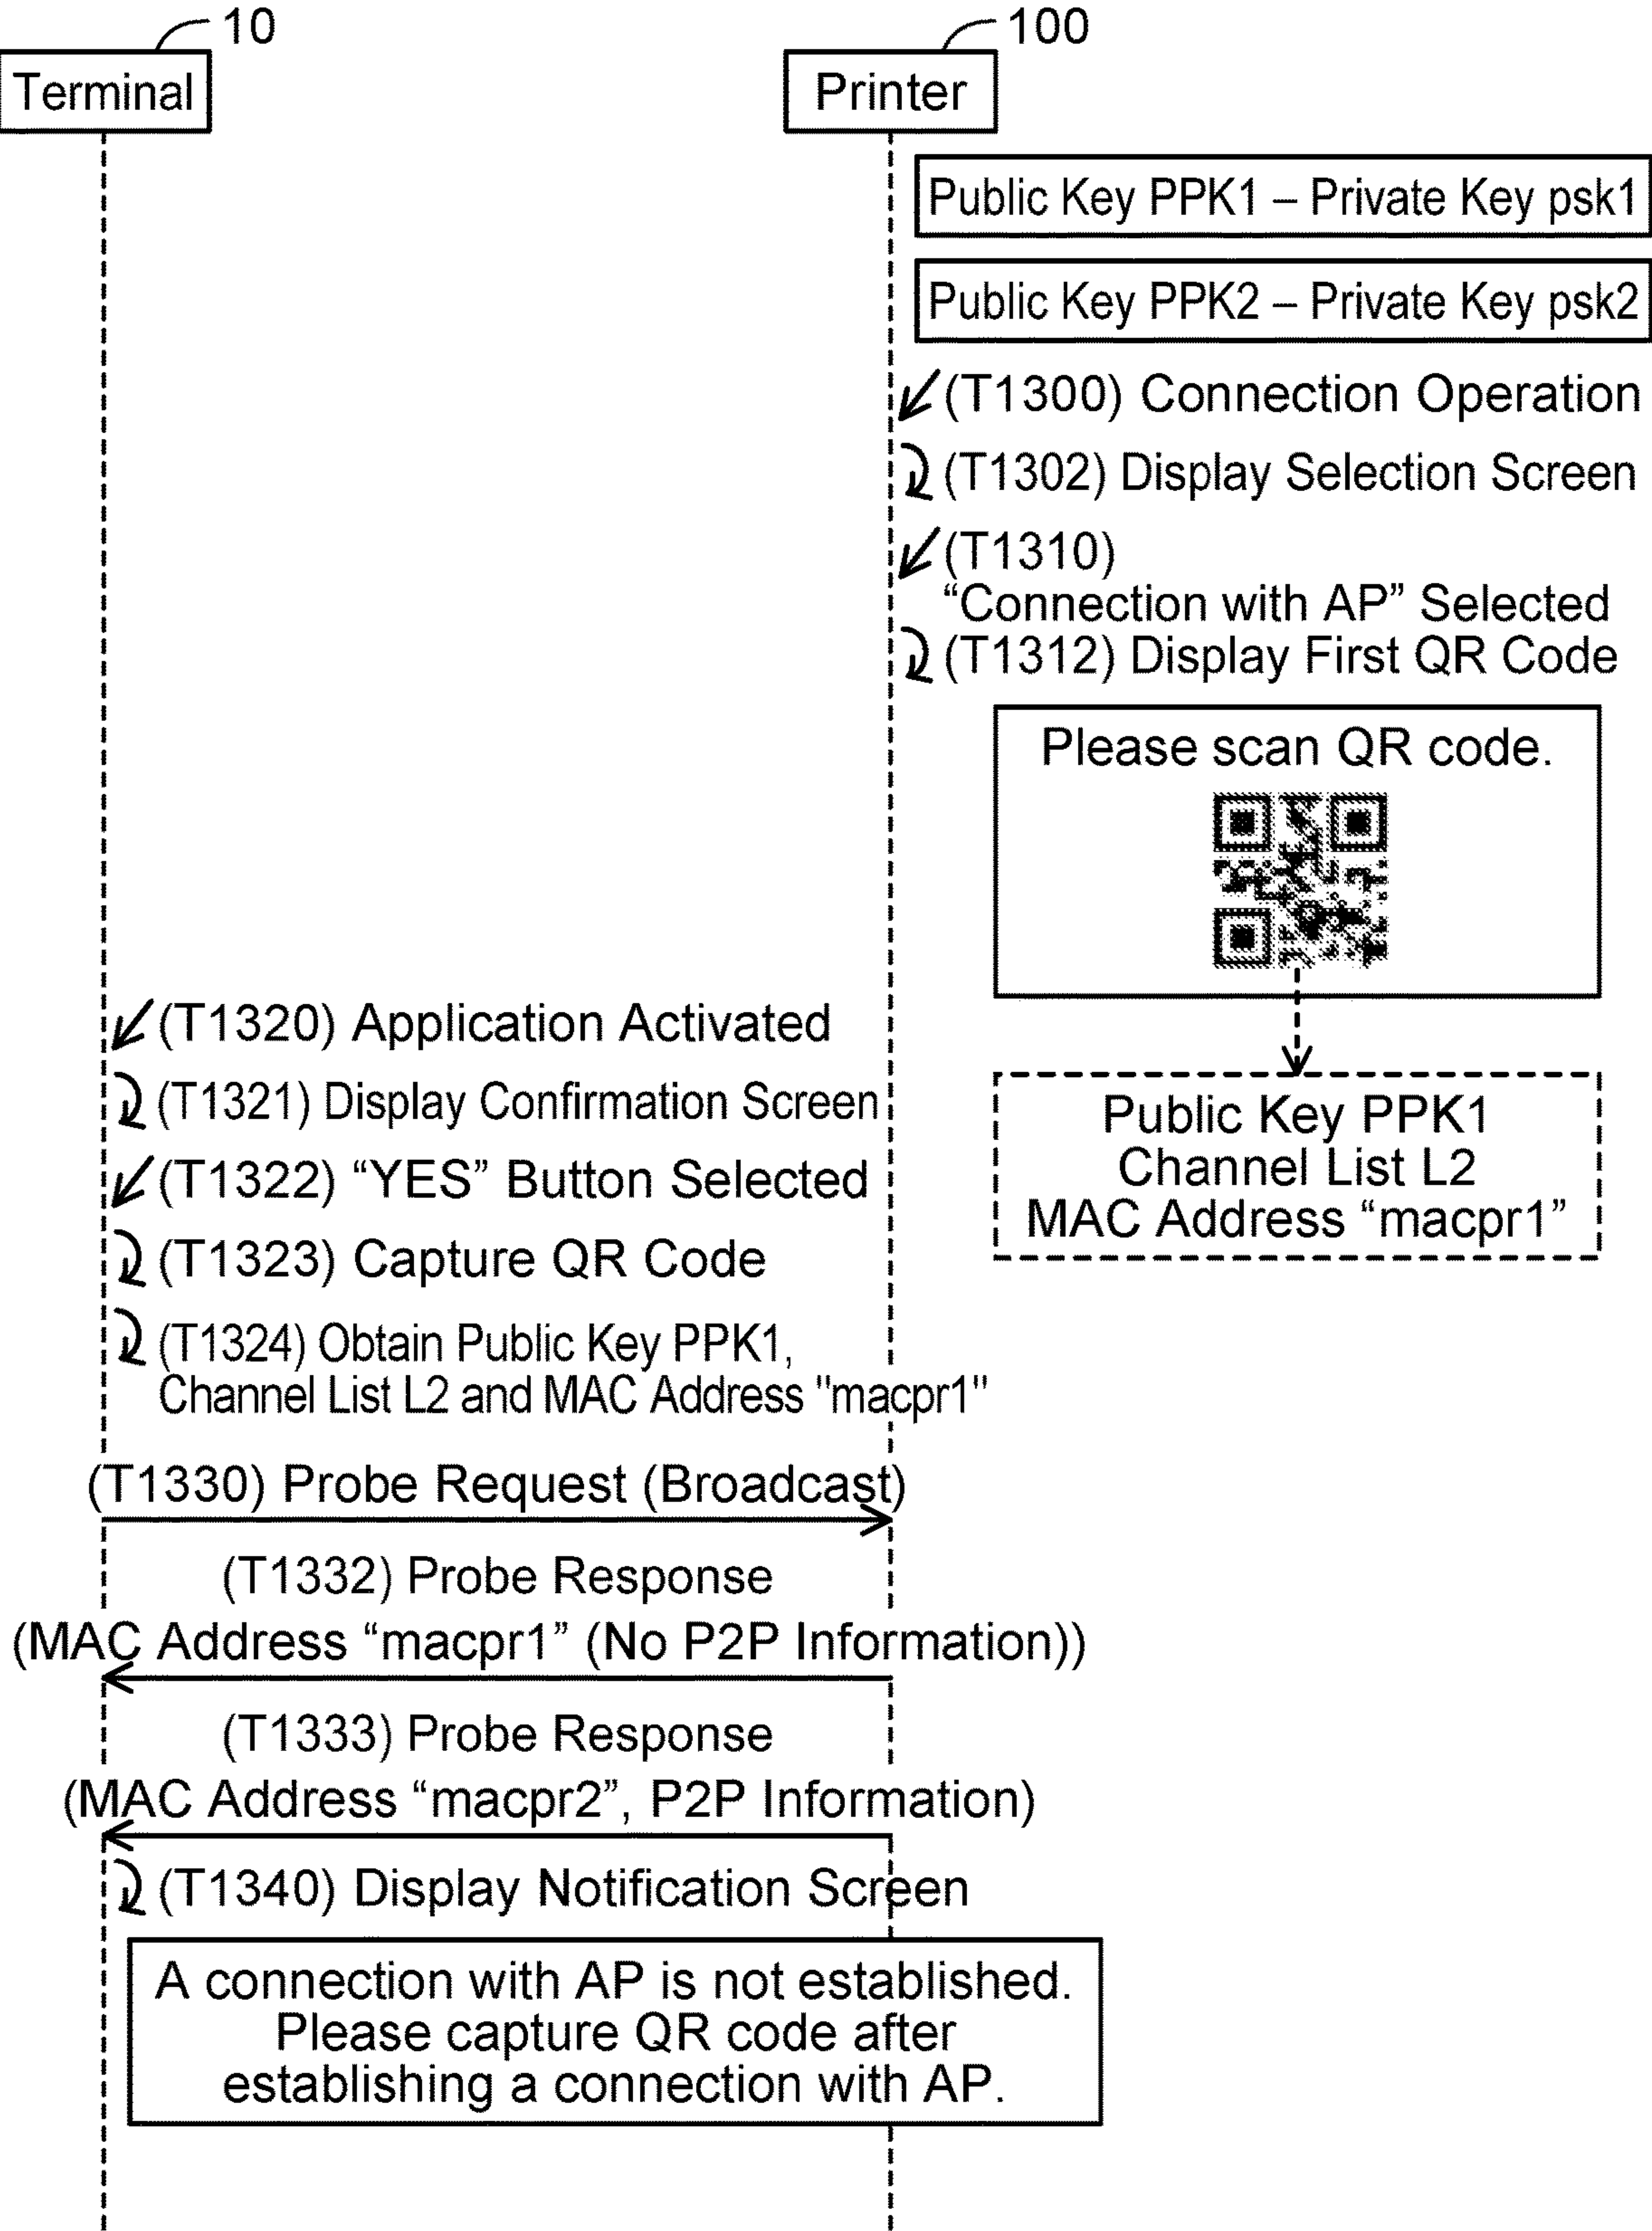 10
100
Terminal
Printer
Public Key PPK1 – Private Key psk1
Public Key PPK2 – Private Key psk2
(T1300) Connection Operation
(T1302) Display Selection Screen
(T1310)
“Connection with AP” Selected
(T1312) Display First QR Code
Please scan QR code.
(T1320) Application Activated
(T1321) Display Confirmation Screen
Public Key PPK1
Channel List L2
MAC Address “macpr1”
(T1322) “YES” Button Selected
(T1323) Capture QR Code
(T1324) Obtain Public Key PPK1,
Channel List L2 and MAC Address "macpr1"
(T1330) Probe Request (Broadcast)
(T1332) Probe Response
(MAC Address “macpr1” (No P2P Information))
(T1333) Probe Response
(MAC Address “macpr2”, P2P Information)
(T1340) Display Notification Screen
A connection with AP is not established.
Please capture QR code after
establishing a connection with AP.